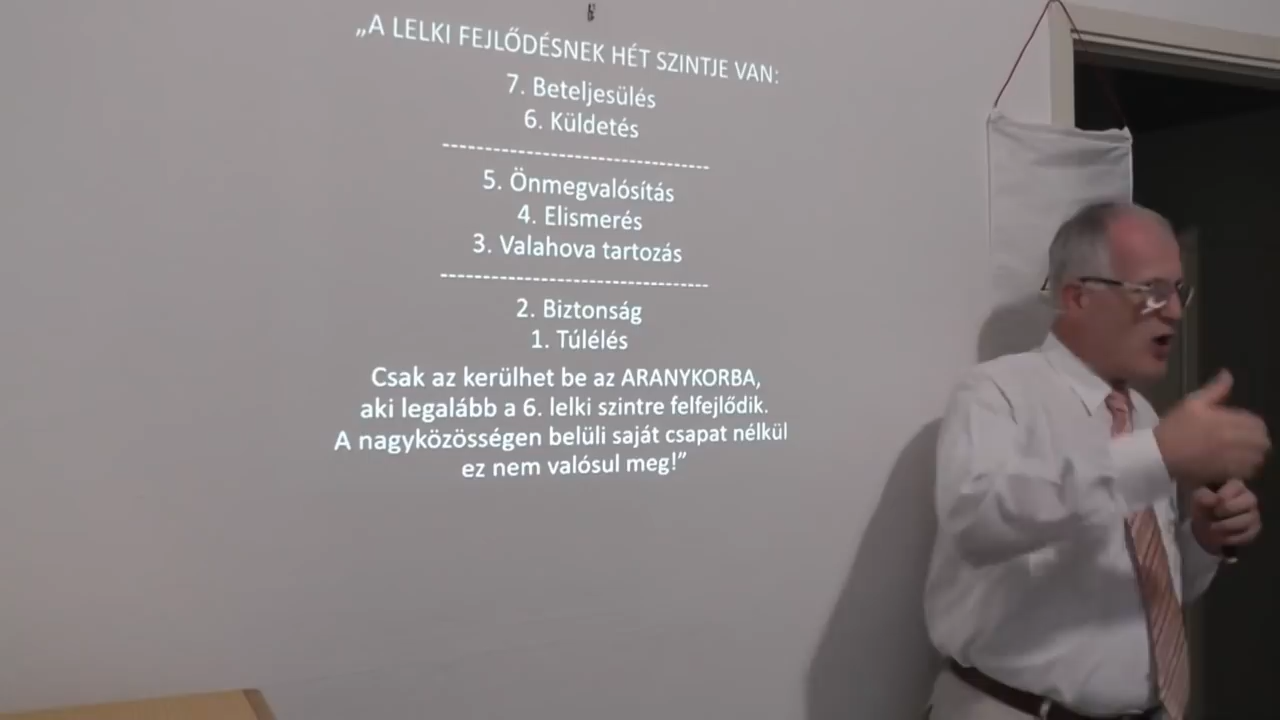 „A LELKI FEJLŐDÉSNEK HÉT SZINTJE VAN:
7. Beteljesülés
6. Küldetés
--------------------------------
5. Önmegvalósítás
4. Elismerés
3. Valahova tartozás
--------------------------------
2. Biztonság
1. Túlélés
Csak az kerülhet be az ARANYKORBA,
aki legalább a 6. lelki szintre felfejlődik.
A nagyközösségen belüli saját csapat nélkül
ez nem valósul meg!”